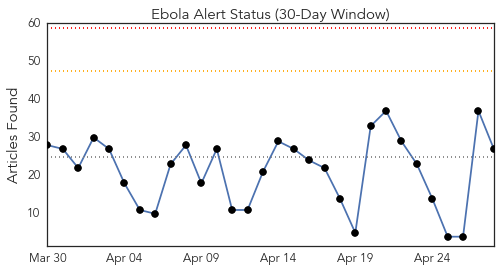 Ebola Alert Status (30-Day Window)
Articles Found
60
50
40
30
20
10
Mar 30 Apr 04 Apr 09 Apr 14 Apr 19 Apr 24